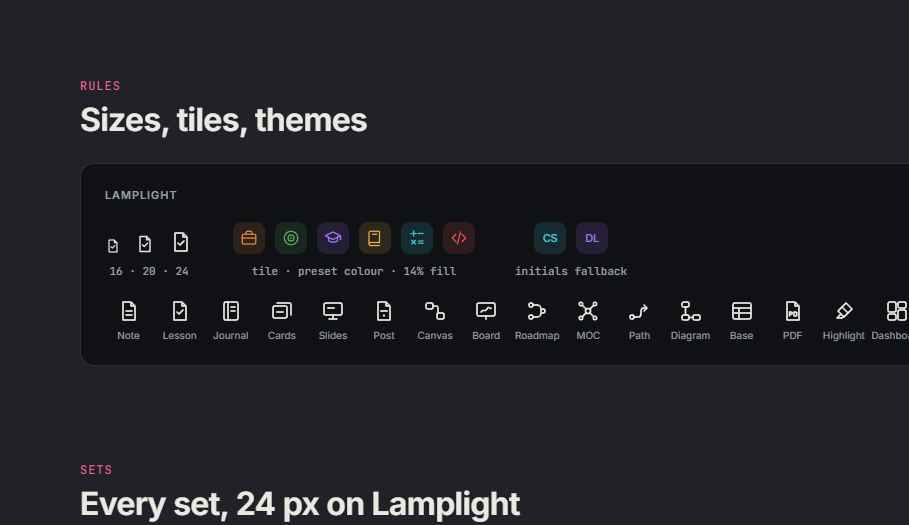 RULES
Sizes, tiles, themes
LAMPLIGHT
CS DL
16 · 20 · 24 tile · preset colour · 14% fill initials fallback
Note Lesson Journal Cards Slides Post Canvas Board Roadmap MOC Path Diagram Base PDF Highlight Dashboa
SETS
Every set, 24 px on Lamplight